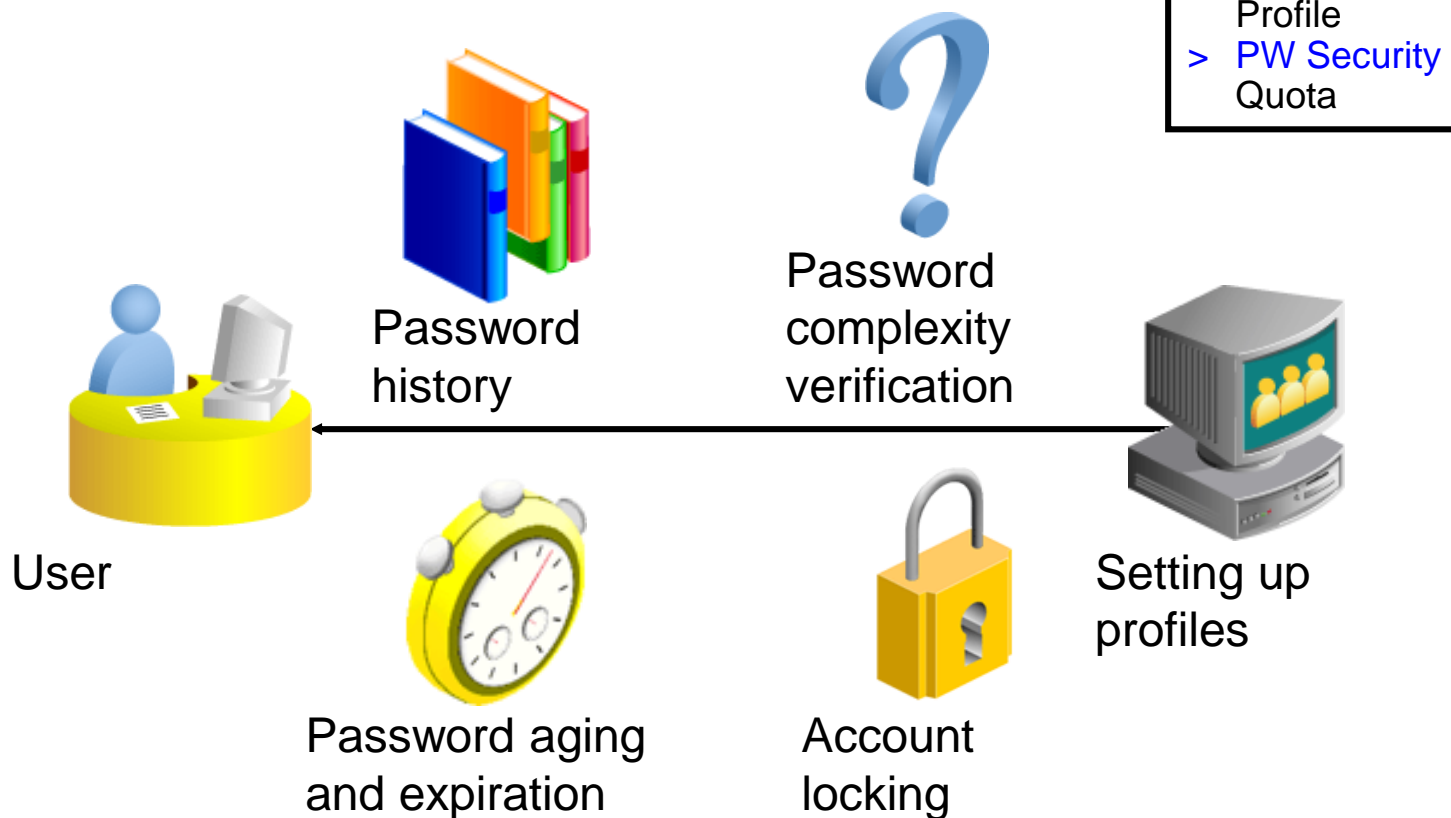 Profile
> PW Security
Quota
Password
history
Password
complexity
verification
User
Setting up
profiles
Password aging
and expiration
Account
locking